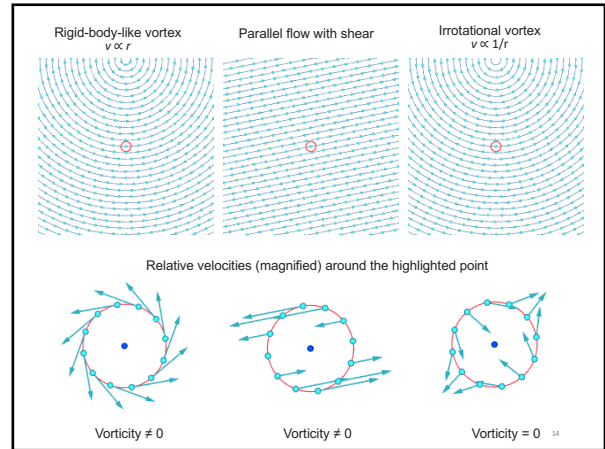 Rigid-body-like vortex
v ∝ r
Parallel flow with shear
Irrotational vortex
v ∝ 1/r
Relative velocities (magnified) around the highlighted point
Vorticity ≠ 0
Vorticity ≠ 0
Vorticity = 0
14